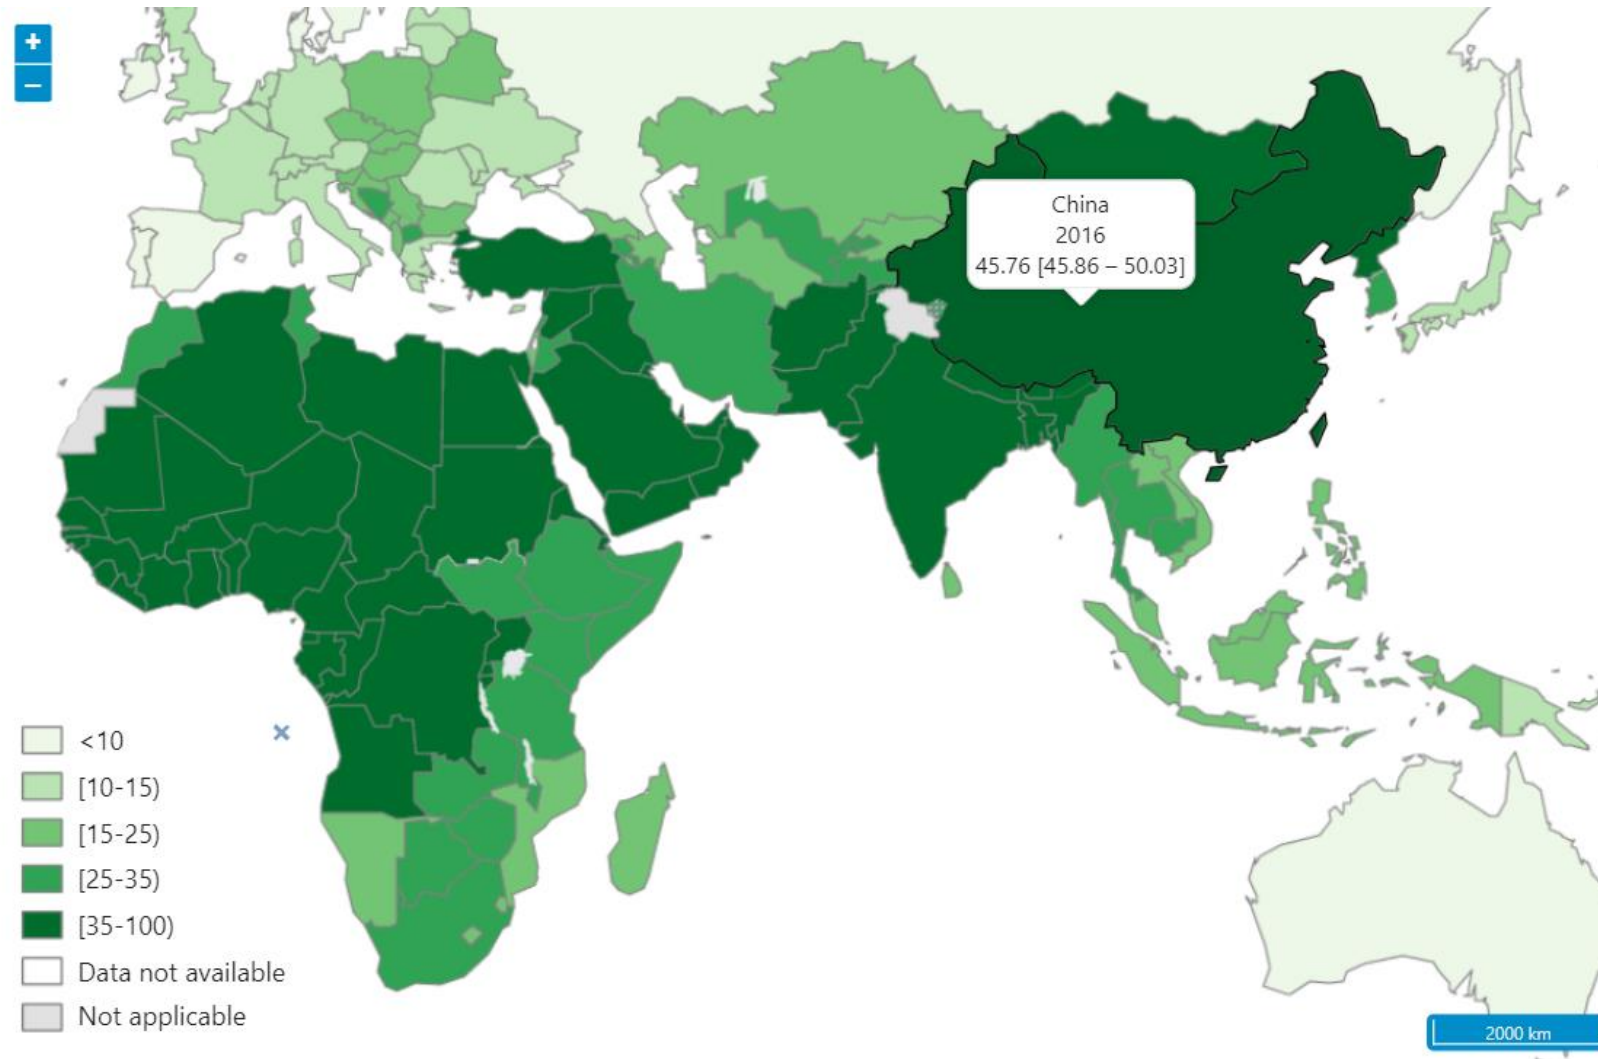 +
−
China
2016
45.76 [45.86 – 50.03]
<10
[10-15)
[15-25)
[25-35)
[35-100)
Data not available
Not applicable
2000 km